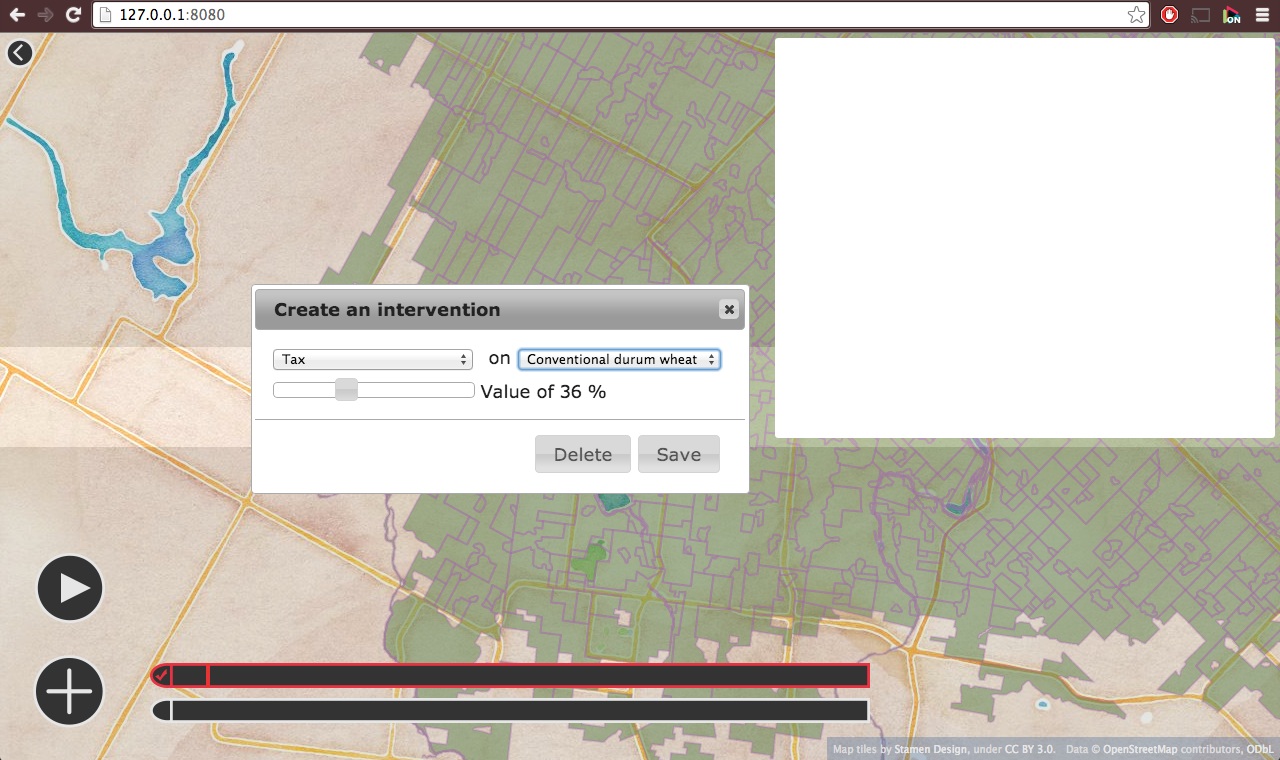 127.0.0.1:8080
ON
Create an intervention
Tax on Conventional durum wheat
Value of 36 %
Delete Save
Map tiles by Stamen Design, under CC BY 3.0. Data © OpenStreetMap contributors, ODbL